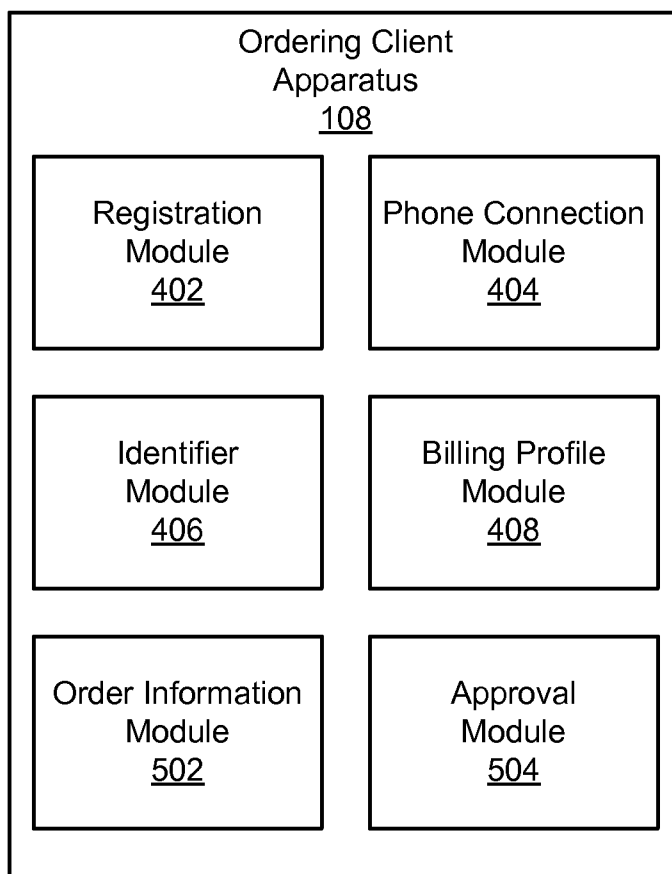 Ordering Client
Apparatus
108
Registration
Module
402
Phone Connection
Module
404
Identifier
Module
406
Billing Profile
Module
408
Order Information
Module
502
Approval
Module
504